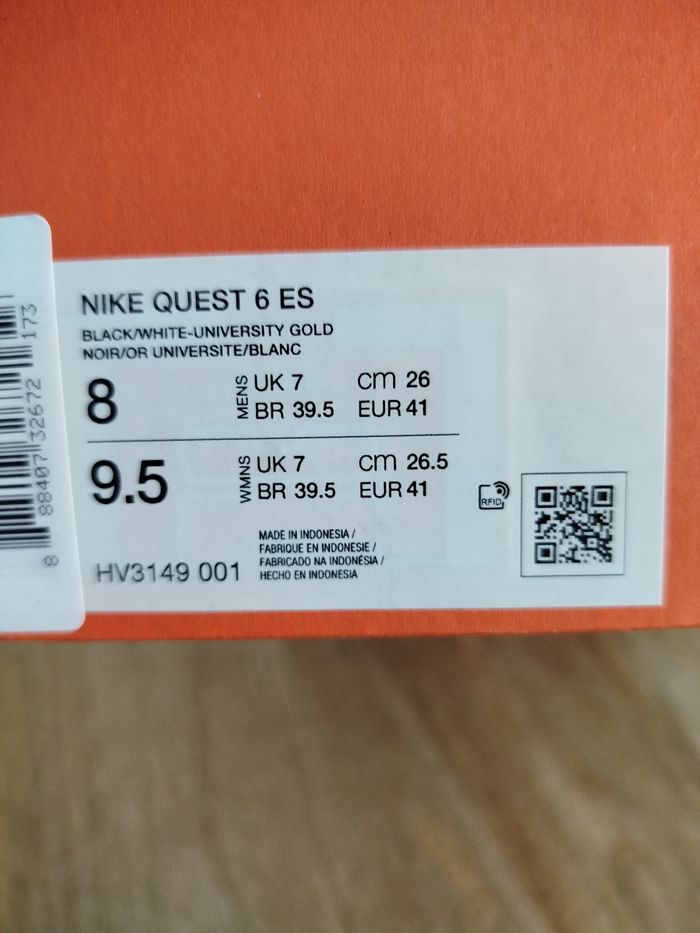 NIKE QUEST 6 ES
BLACK/WHITE-UNIVERSITY GOLD
NOIR/OR UNIVERSITE/BLANC
8
MENS
UK 7 cm 26
BR 39.5 EUR 41
9.5
WMNS
UK 7 cm 26.5
BR 39.5 EUR 41
RFID
HV3149 001
MADE IN INDONESIA /
FABRIQUE EN INDONESIE /
FABRICADO NA INDONÉSIA /
HECHO EN INDONESIA
8 88407 32672 173